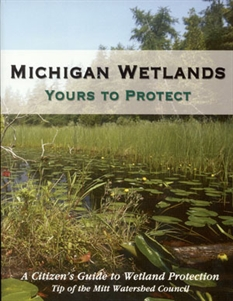 MICHIGAN WETLANDS
YOURS TO PROTECT
A Citizen's Guide to Wetland Protection
Tip of the Mitt Watershed Council